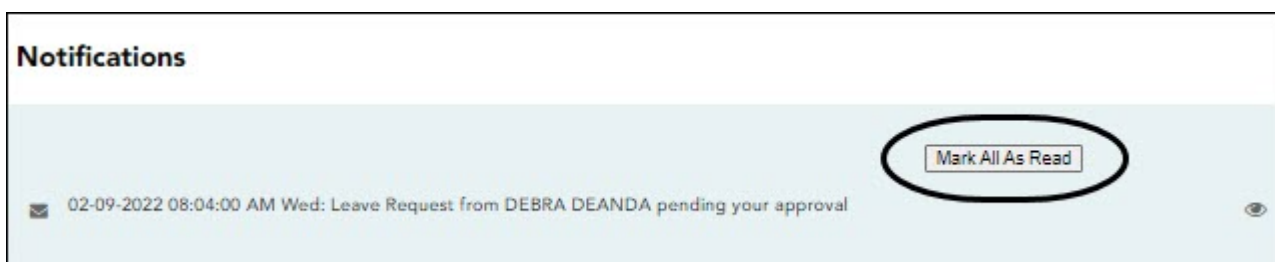 Notifications
Mark All As Read
02-09-2022 08:04:00 AM Wed: Leave Request from DEBRA DEANDA pending your approval